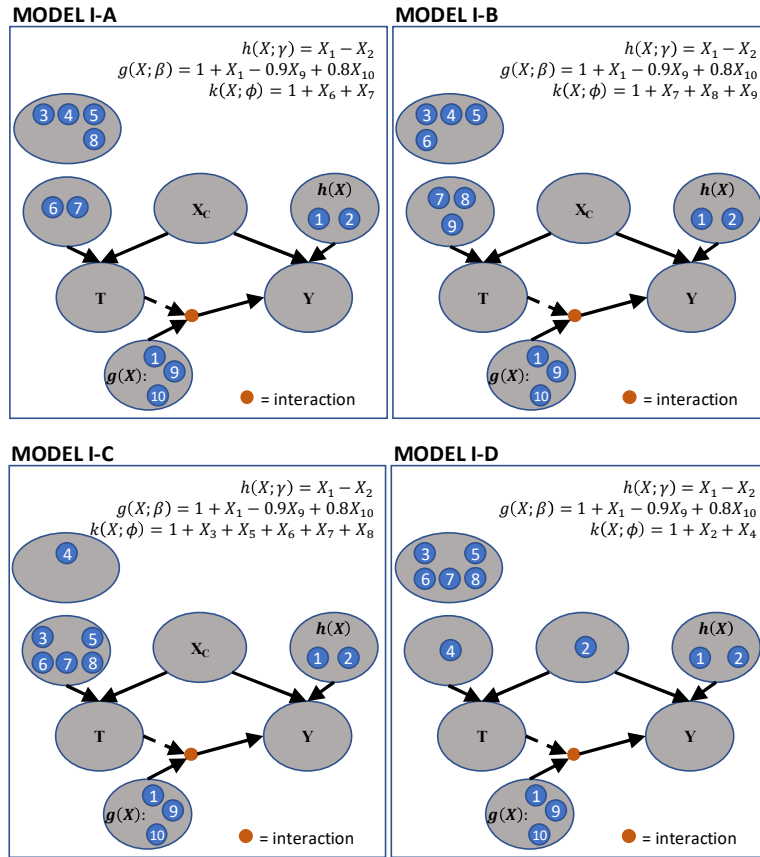 MODEL I-A
h(X;γ) = X₁ − X₂
g(X;β) = 1 + X₁ − 0.9X₉ + 0.8X₁₀
k(X;ϕ) = 1 + X₆ + X₇
3 4 5
8
6 7
X_C
h(X)
1 2
T
Y
g(X):
1
9
10
= interaction
MODEL I-B
h(X;γ) = X₁ − X₂
g(X;β) = 1 + X₁ − 0.9X₉ + 0.8X₁₀
k(X;ϕ) = 1 + X₇ + X₈ + X₉
3 4 5
6
7 8
9
X_C
h(X)
1 2
T
Y
g(X):
1
9
10
= interaction
MODEL I-C
h(X;γ) = X₁ − X₂
g(X;β) = 1 + X₁ − 0.9X₉ + 0.8X₁₀
k(X;ϕ) = 1 + X₃ + X₅ + X₆ + X₇ + X₈
4
3 5
6 7 8
X_C
h(X)
1 2
T
Y
g(X):
1
9
10
= interaction
MODEL I-D
h(X;γ) = X₁ − X₂
g(X;β) = 1 + X₁ − 0.9X₉ + 0.8X₁₀
k(X;ϕ) = 1 + X₂ + X₄
3 5
6 7 8
4
2
h(X)
1 2
T
Y
g(X):
1
9
10
= interaction